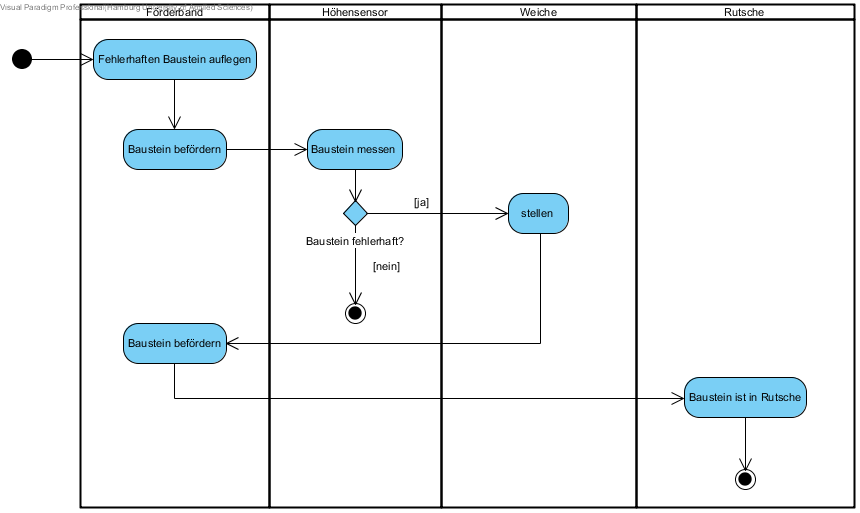 Visual Paradigm Professional(Hamburg University of Applied Sciences)
Förderband
Höhensensor
Weiche
Rutsche
Fehlerhaften Baustein auflegen
Baustein befördern
Baustein messen
[ja]
stellen
Baustein fehlerhaft?
[nein]
Baustein befördern
Baustein ist in Rutsche